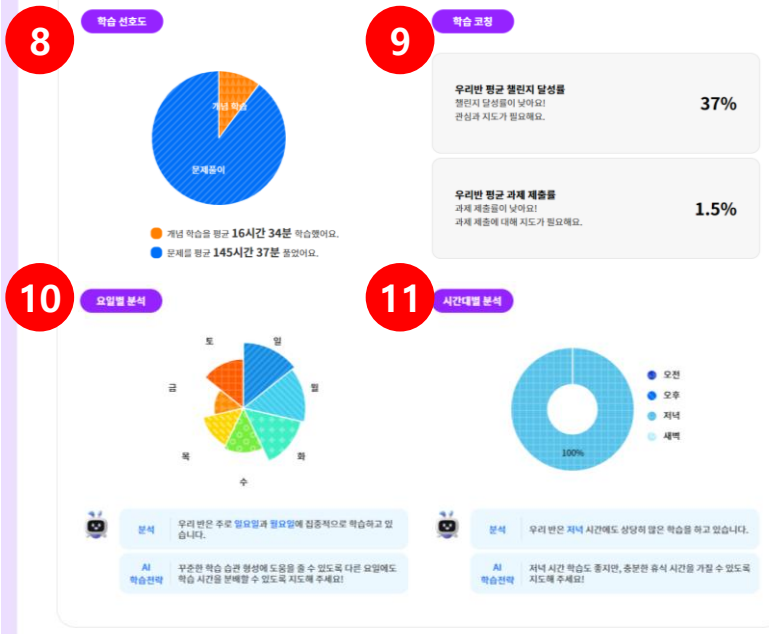 8
학습 선호도
개념 학습
문제풀이
개념 학습을 평균 16시간 34분 학습했어요.
문제를 평균 145시간 37분 풀었어요.
9
학습 코칭
우리반 평균 챌린지 달성률
챌린지 달성률이 낮아요!
관심과 지도가 필요해요.
37%
우리반 평균 과제 제출률
과제 제출률이 낮아요!
과제 제출에 대해 지도가 필요해요.
1.5%
10
요일별 분석
토
일
금
월
목
화
수
분석
우리 반은 주로 일요일과 월요일에 집중적으로 학습하고 있
습니다.
AI
학습전략
꾸준한 학습 습관 형성에 도움을 줄 수 있도록 다른 요일에도
학습 시간을 분배할 수 있도록 지도해 주세요!
11
시간대별 분석
100%
오전
오후
저녁
새벽
분석
우리 반은 저녁 시간에도 상당히 많은 학습을 하고 있습니다.
AI
학습전략
저녁 시간 학습도 좋지만, 충분한 휴식 시간을 가질 수 있도록
지도해 주세요!